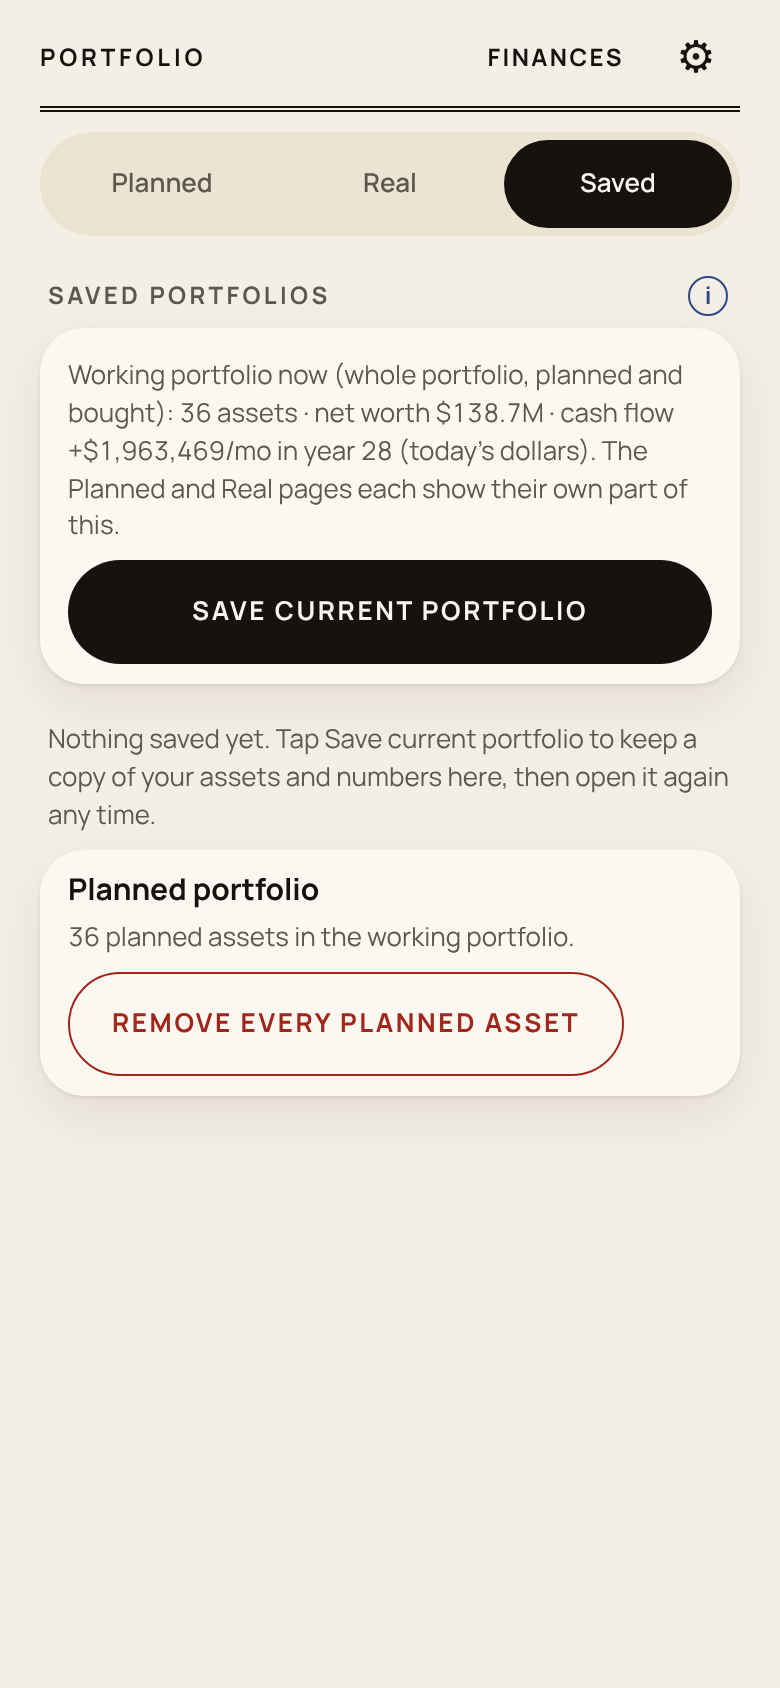 PORTFOLIO
FINANCES
Planned
Real
Saved
SAVED PORTFOLIOS
i
Working portfolio now (whole portfolio, planned and
bought): 36 assets · net worth $138.7M · cash flow
+$1,963,469/mo in year 28 (today’s dollars). The
Planned and Real pages each show their own part of
this.
SAVE CURRENT PORTFOLIO
Nothing saved yet. Tap Save current portfolio to keep a
copy of your assets and numbers here, then open it again
any time.
Planned portfolio
36 planned assets in the working portfolio.
REMOVE EVERY PLANNED ASSET